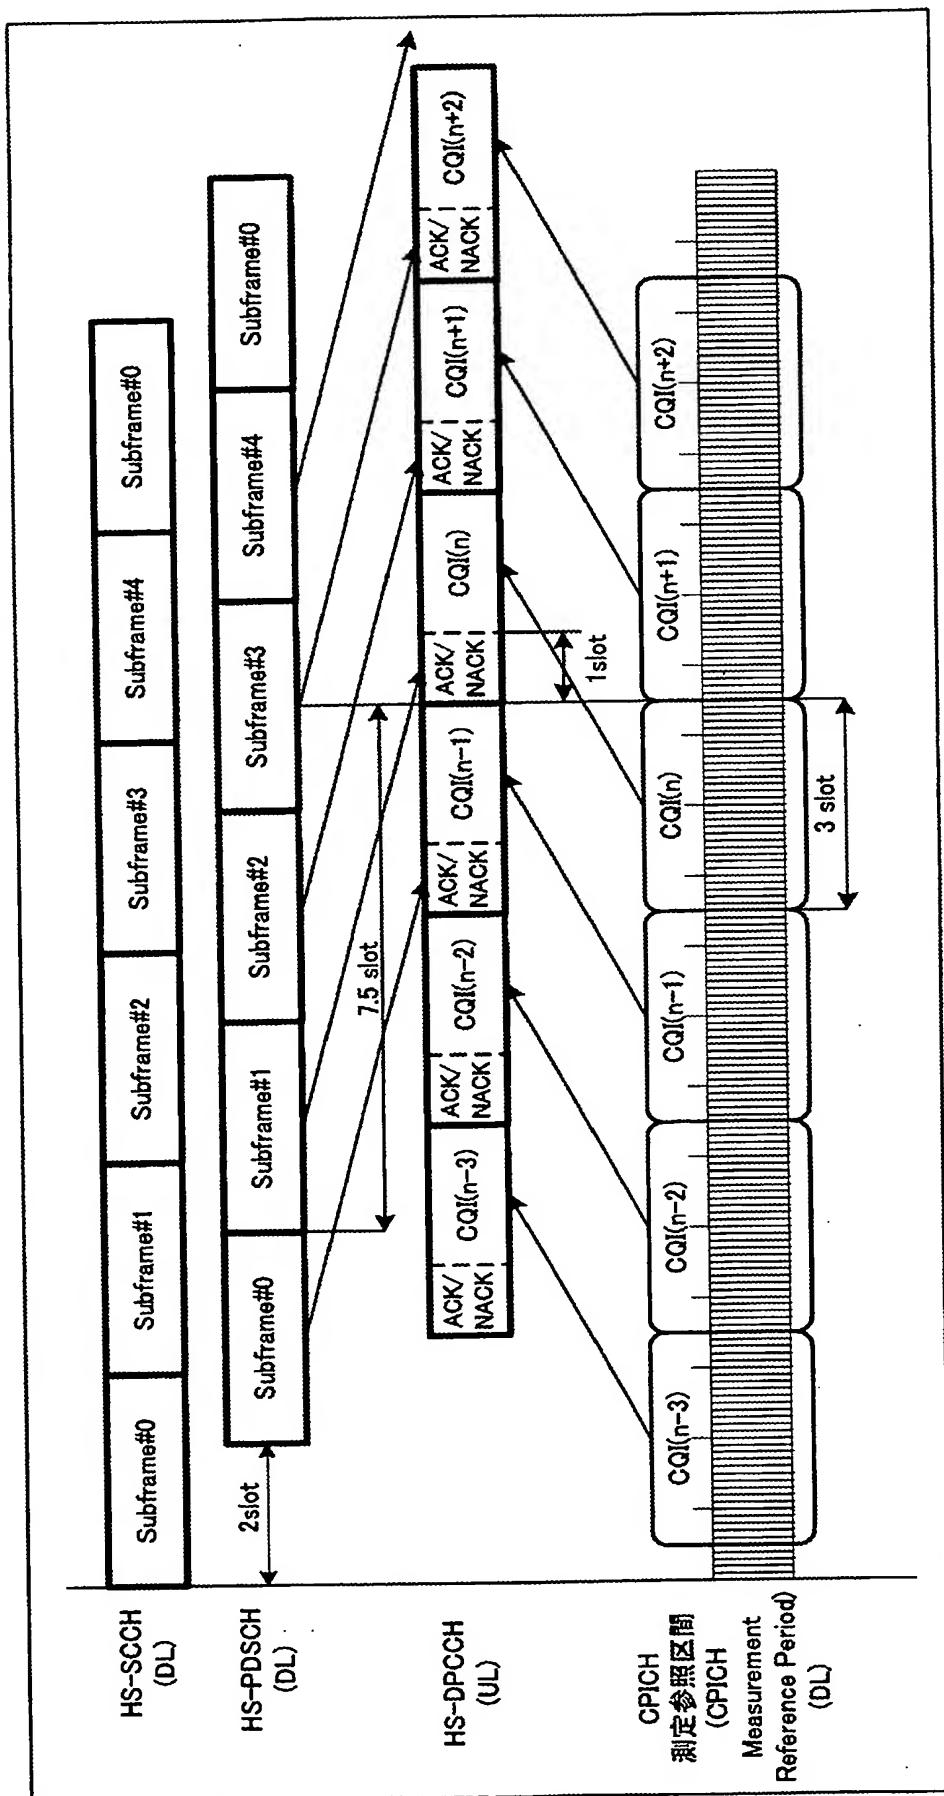 HS-SCCH
(DL)
Subframe#0
Subframe#1
Subframe#2
Subframe#3
Subframe#4
Subframe#0
HS-PDSCH
(DL)
2slot
Subframe#0
Subframe#1
Subframe#2
Subframe#3
Subframe#4
Subframe#0
7.5 slot
HS-DPCCH
(UL)
ACK/
NACK
CQI(n-3)
ACK/
NACK
CQI(n-2)
ACK/
NACK
CQI(n-1)
ACK/
NACK
CQI(n)
ACK/
NACK
CQI(n+1)
ACK/
NACK
CQI(n+2)
1slot
CPICH
測定参照区間
(CPICH
Measurement
Reference Period)
(DL)
CQI(n-3)
CQI(n-2)
CQI(n-1)
CQI(n)
CQI(n+1)
CQI(n+2)
3 slot